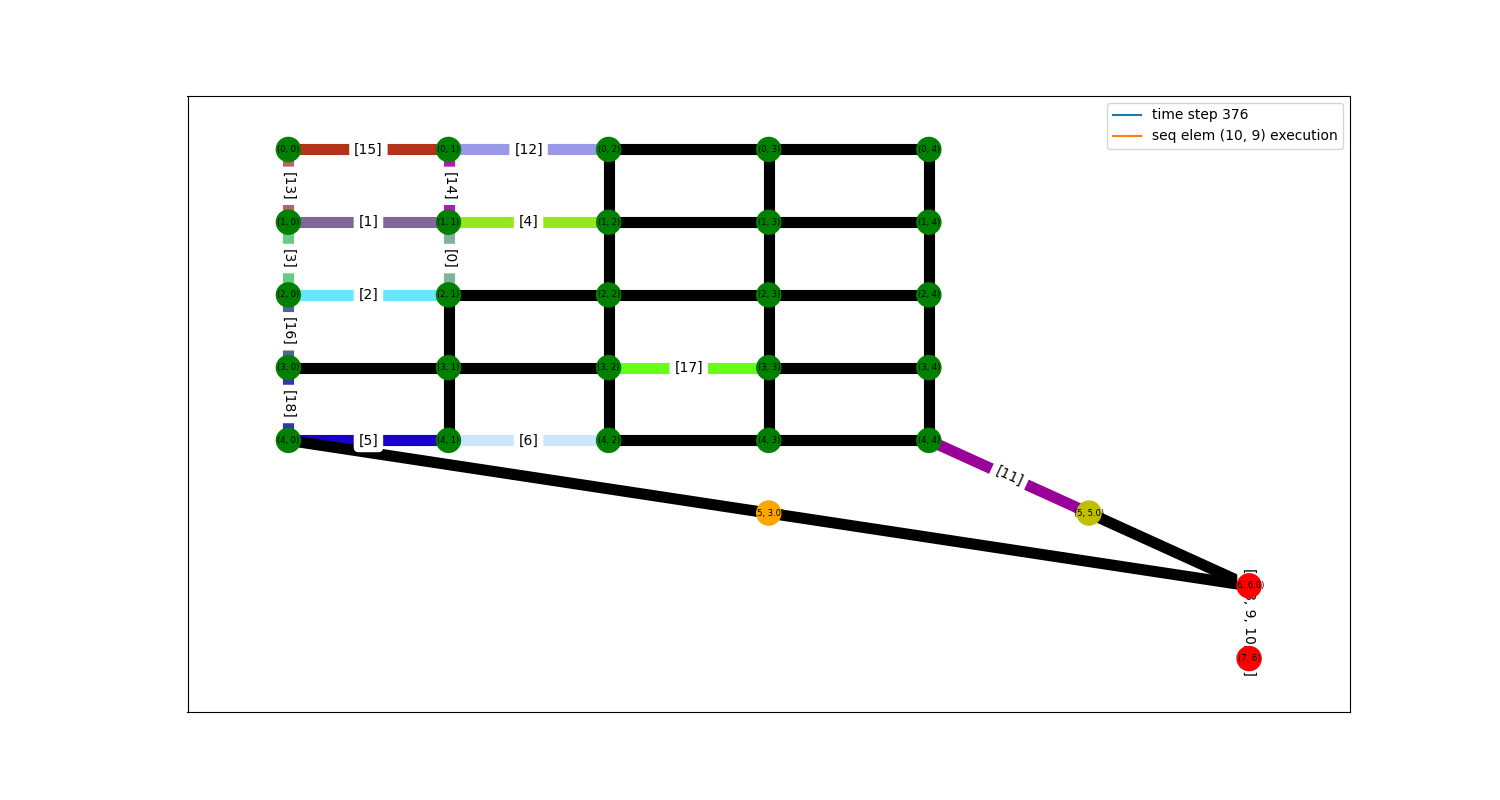 time step 376
seq elem (10, 9) execution
(0, 0) [15] (0, 1) [12] (0, 2) (0, 3) (0, 4)
[13] [14]
(1, 0) [1] (1, 1) [4] (1, 2) (1, 3) (1, 4)
[3] [0]
(2, 0) [2] (2, 1) (2, 2) (2, 3) (2, 4)
[16]
(3, 0) (3, 1) (3, 2) [17] (3, 3) (3, 4)
[18]
(4, 0) [5] (4, 1) [6] (4, 2) (4, 3) (4, 4)
[11]
(5, 3.0) (5, 5.0)
(6, 6.0)
9, 10
(7, 6)